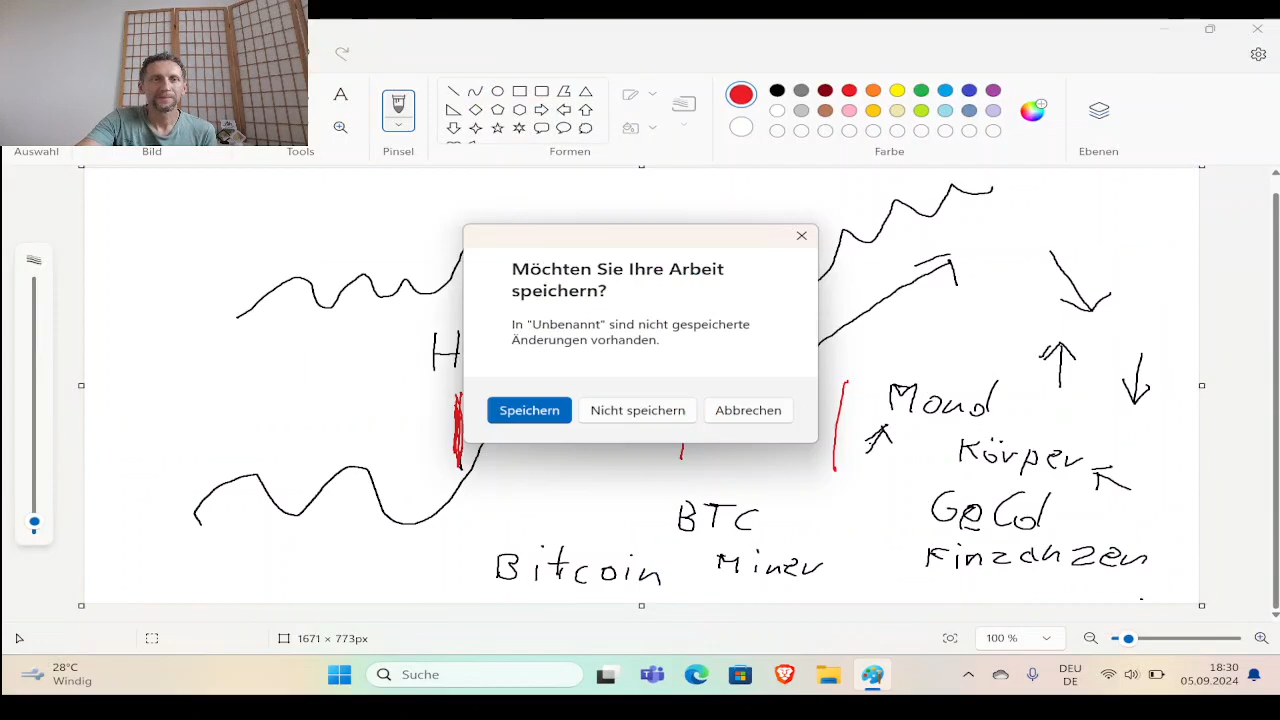 A
Auswahl Bild Tools Pinsel Formen Farbe Ebenen
Möchten Sie Ihre Arbeit
speichern?
In "Unbenannt" sind nicht gespeicherte
Änderungen vorhanden.
Speichern Nicht speichern Abbrechen
H
Mond
Körper
Geld
Finzanzen
BTC
Bitcoin Miner
1671 × 773px 100 %
28°C
Windig
Suche
DEU
DE
18:30
05.09.2024